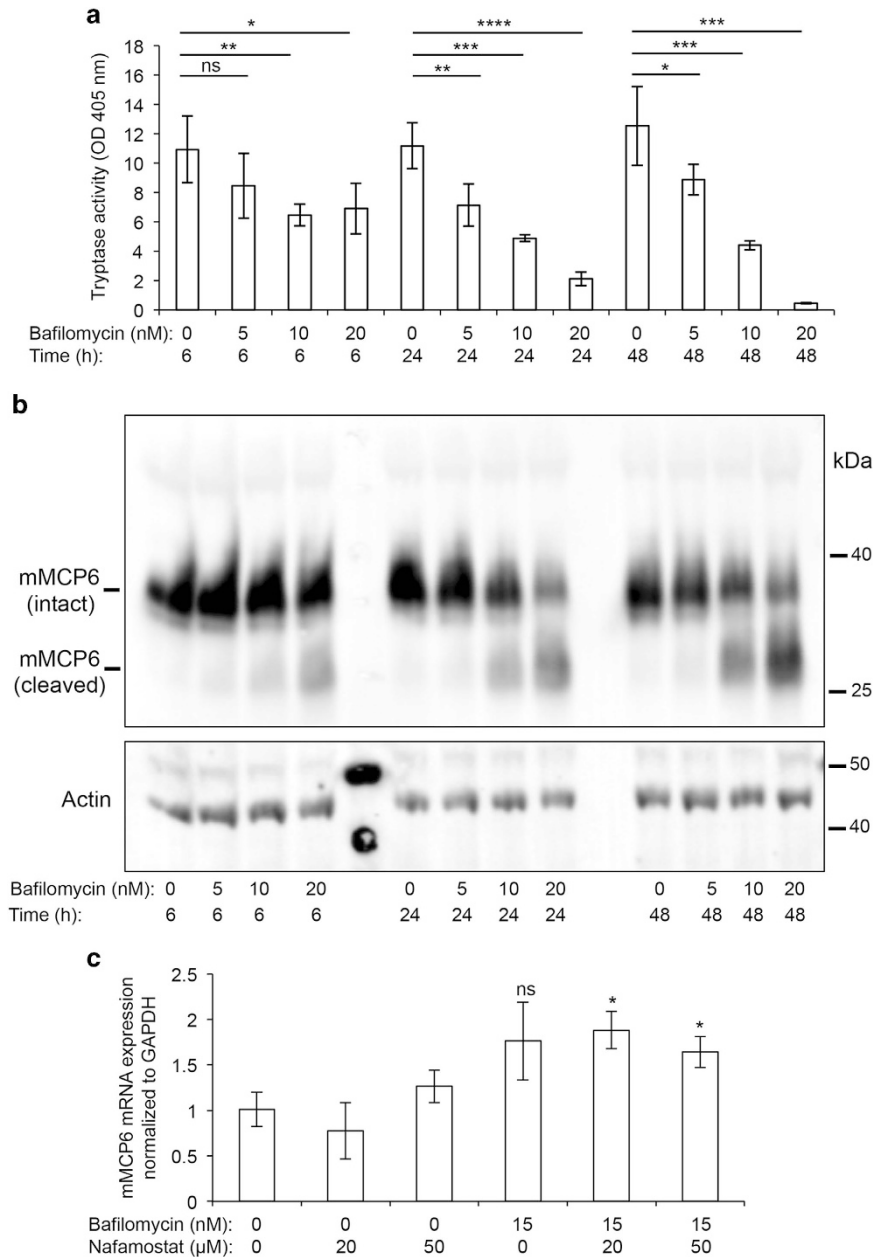 a
* **** ***
** *** ***
ns ** *
Tryptase activity (OD 405 nm)
18
16
14
12
10
8
6
4
2
0
Bafilomycin (nM): 0 5 10 20 0 5 10 20 0 5 10 20
Time (h): 6 6 6 6 24 24 24 24 48 48 48 48
b
kDa
40
mMCP6
(intact)
mMCP6
(cleaved)
25
50
Actin
40
Bafilomycin (nM): 0 5 10 20 0 5 10 20 0 5 10 20
Time (h): 6 6 6 6 24 24 24 24 48 48 48 48
c
mMCP6 mRNA expression
normalized to GAPDH
2.5
2
1.5
1
0.5
0
ns * *
Bafilomycin (nM): 0 0 0 15 15 15
Nafamostat (µM): 0 20 50 0 20 50